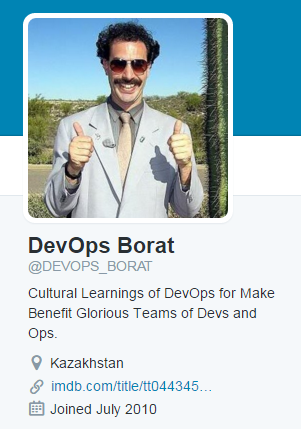 DevOps Borat
@DEVOPS_BORAT
Cultural Learnings of DevOps for Make
Benefit Glorious Teams of Devs and
Ops.
Kazakhstan
imdb.com/title/tt044345…
Joined July 2010